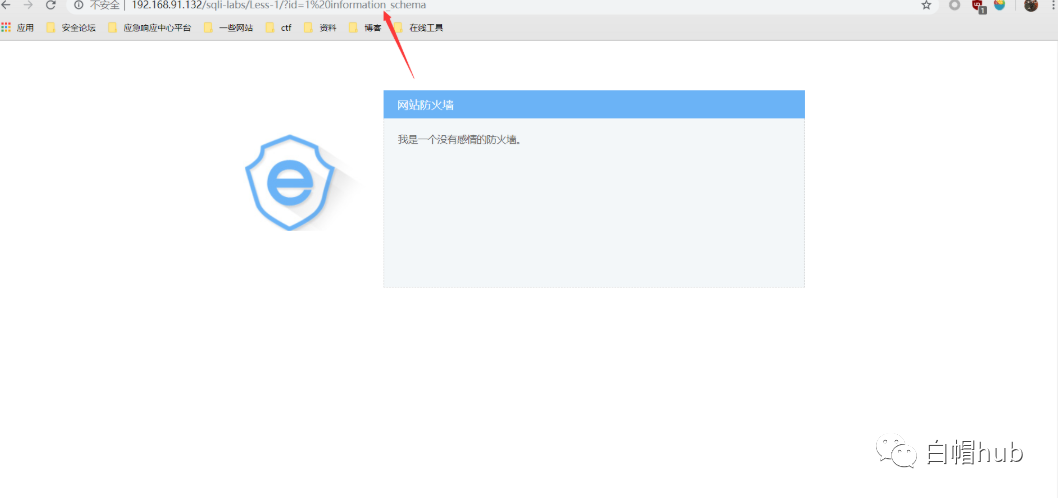 不安全 | 192.168.91.132/sqli-labs/Less-1/?id=1%20information_schema
应用 安全论坛 应急响应中心平台 一些网站 ctf 资料 博客 在线工具
网站防火墙
我是一个没有感情的防火墙。
白帽hub